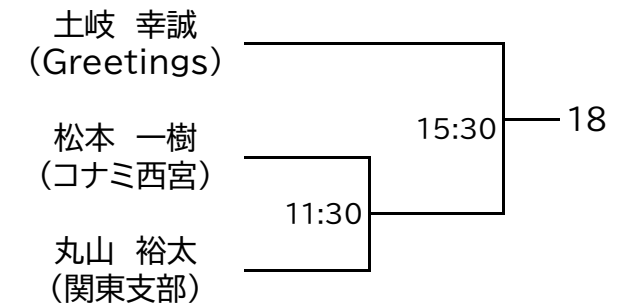 土岐　幸誠
（Greetings）
15:30
18
松本　一樹
（コナミ西宮）
11:30
丸山　裕太
（関東支部）